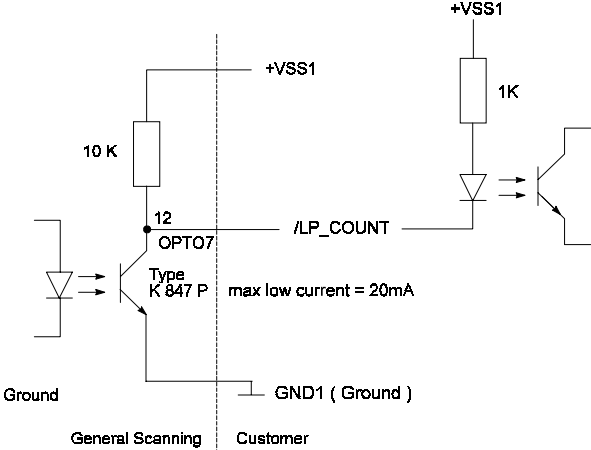 +VSS1
+VSS1
1K
10 K
12
/LP_COUNT
OPTO7
Type
K 847 P
max low current = 20mA
Ground
GND1 ( Ground )
General Scanning
Customer